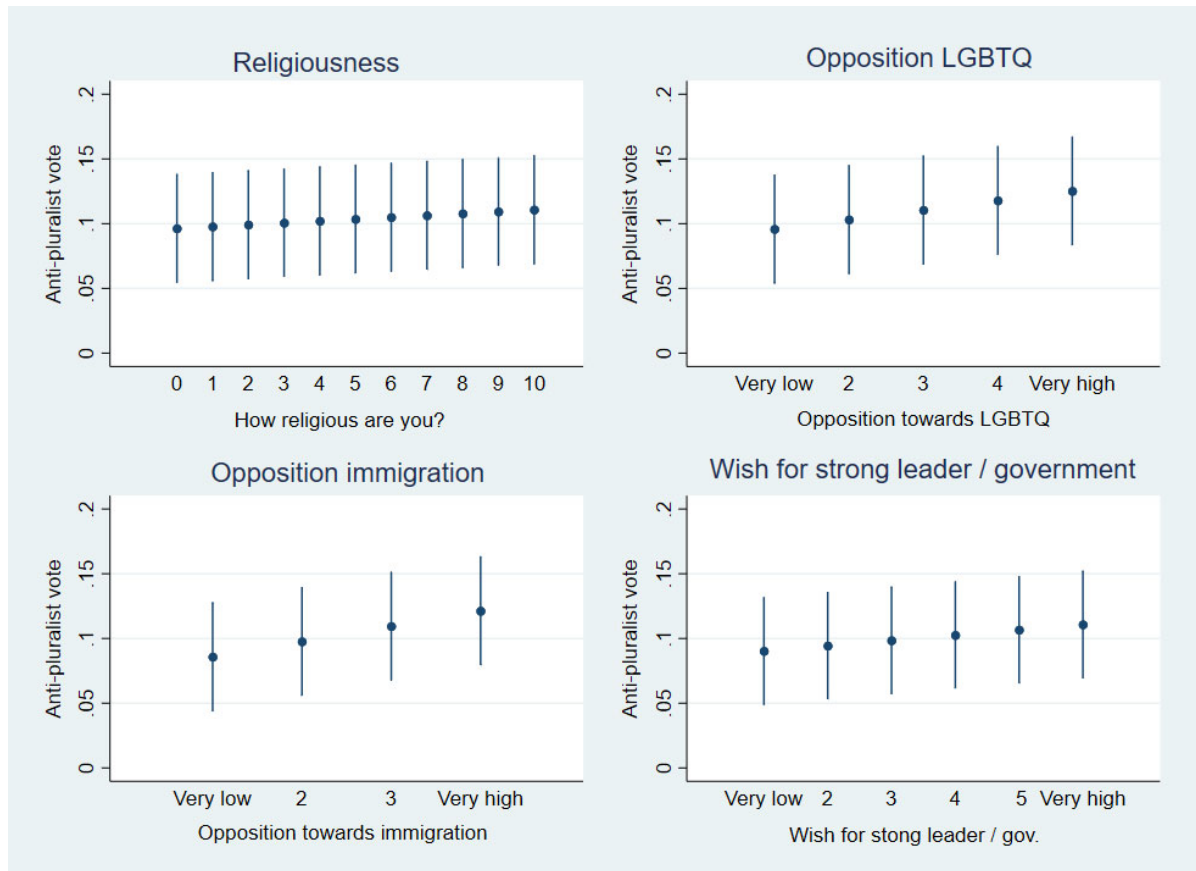 Religiousness
Anti-pluralist vote
.2
.15
.1
.05
0
0 1 2 3 4 5 6 7 8 9 10
How religious are you?
Opposition LGBTQ
Anti-pluralist vote
.2
.15
.1
.05
0
Very low 2 3 4 Very high
Opposition towards LGBTQ
Opposition immigration
Anti-pluralist vote
.2
.15
.1
.05
0
Very low 2 3 Very high
Opposition towards immigration
Wish for strong leader / government
Anti-pluralist vote
.2
.15
.1
.05
0
Very low 2 3 4 5 Very high
Wish for stong leader / gov.